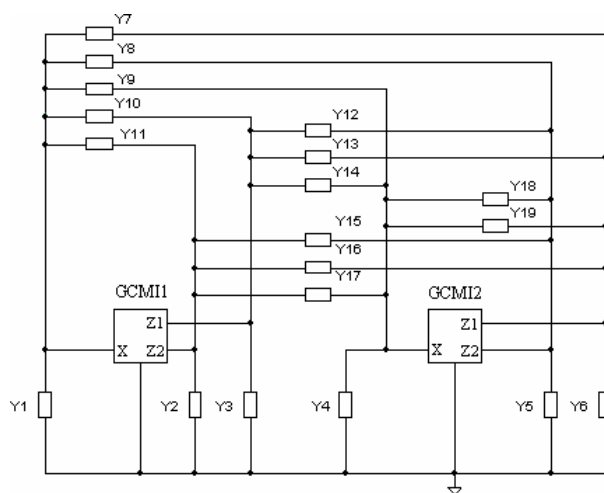 Y7
Y8
Y9
Y10
Y11
Y12
Y13
Y14
Y18
Y19
Y15
Y16
Y17
GCMI1
GCMI2
Z1
X Z2
Z1
X Z2
Y1
Y2
Y3
Y4
Y5
Y6